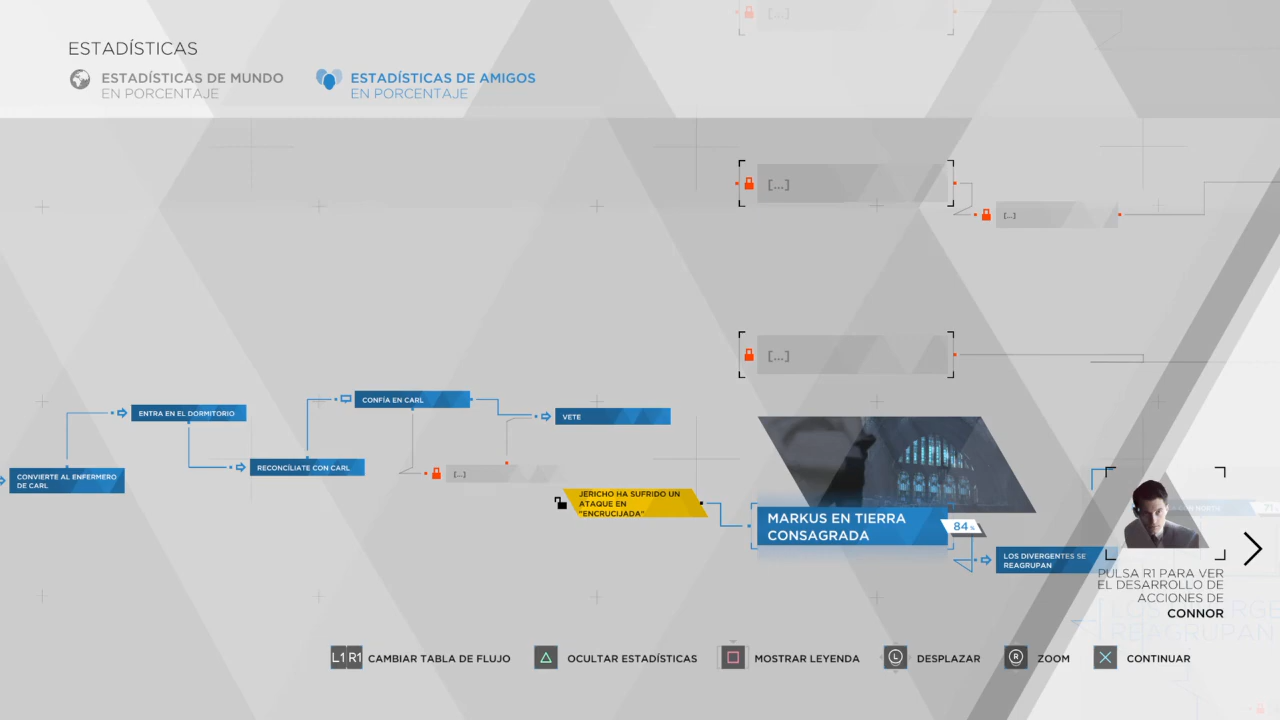 [...]
ESTADÍSTICAS
ESTADÍSTICAS DE MUNDO
EN PORCENTAJE
ESTADÍSTICAS DE AMIGOS
EN PORCENTAJE
[...]
[...]
[...]
CONFÍA EN CARL
ENTRA EN EL DORMITORIO
VETE
RECONCÍLIATE CON CARL
[...]
CONVIERTE AL ENFERMERO
DE CARL
JERICHO HA SUFRIDO UN
ATAQUE EN
"ENCRUCIJADA"
MARKUS EN TIERRA
CONSAGRADA
84 %
LOS DIVERGENTES SE
REAGRUPAN
PULSA R1 PARA VER
EL DESARROLLO DE
ACCIONES DE
CONNOR
L1 R1 CAMBIAR TABLA DE FLUJO
OCULTAR ESTADÍSTICAS
MOSTRAR LEYENDA
L DESPLAZAR
R ZOOM
CONTINUAR